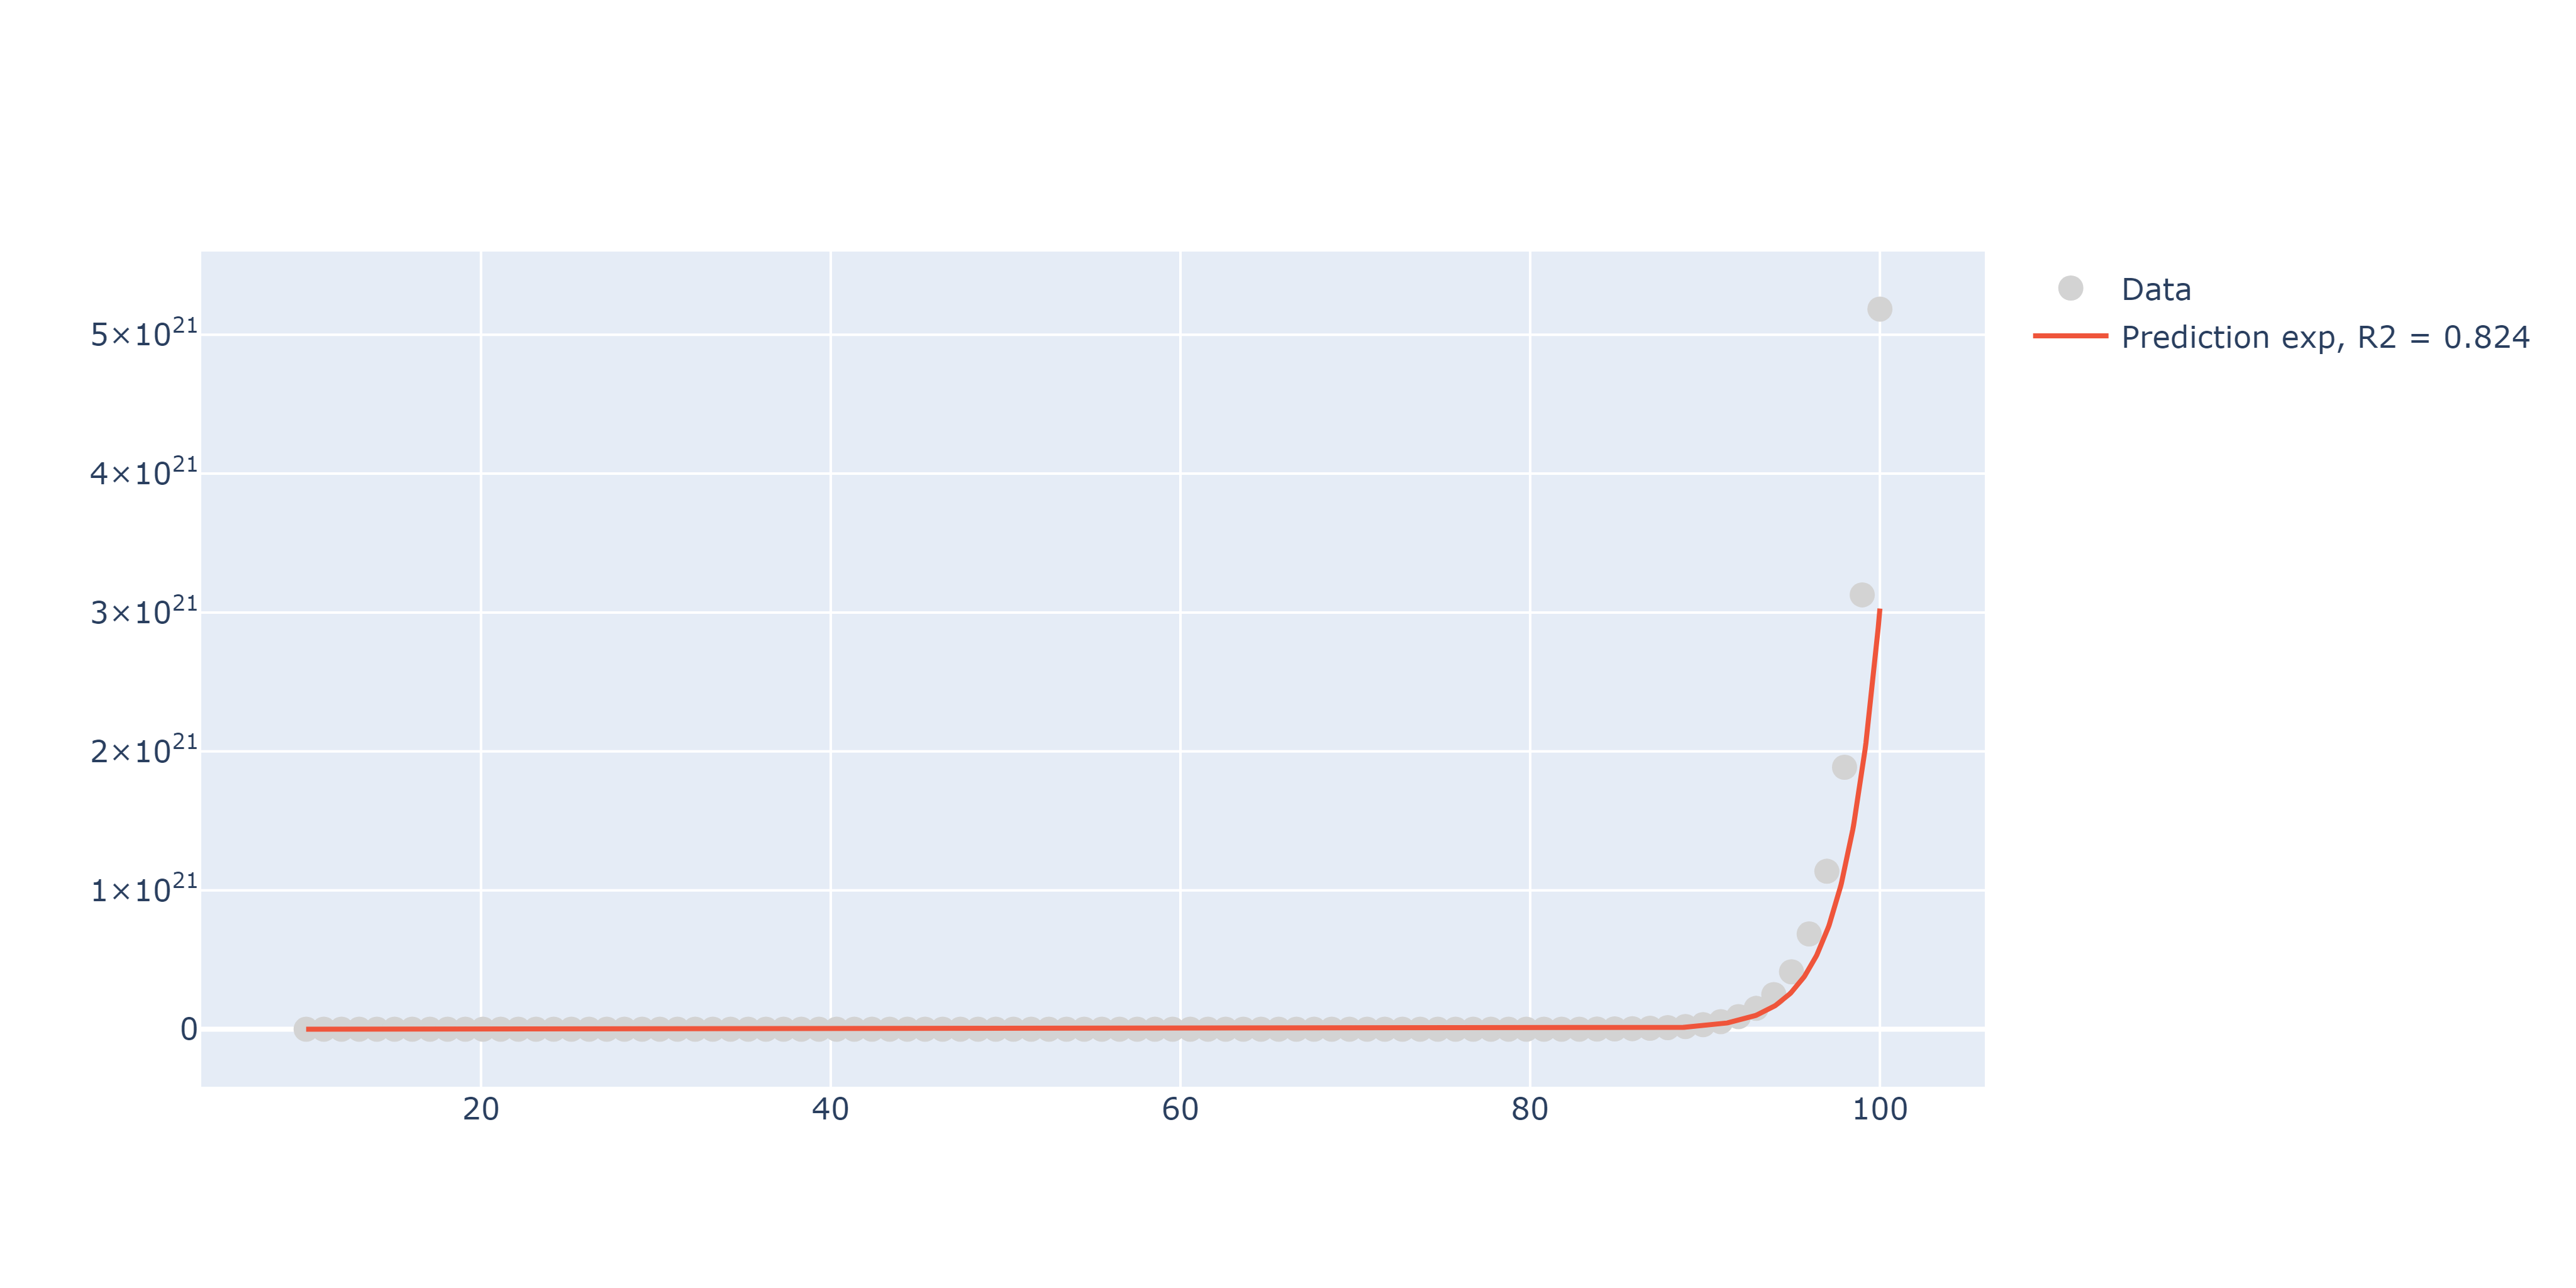 Data
Prediction exp, R2 = 0.824
5×10²¹
4×10²¹
3×10²¹
2×10²¹
1×10²¹
0
20 40 60 80 100